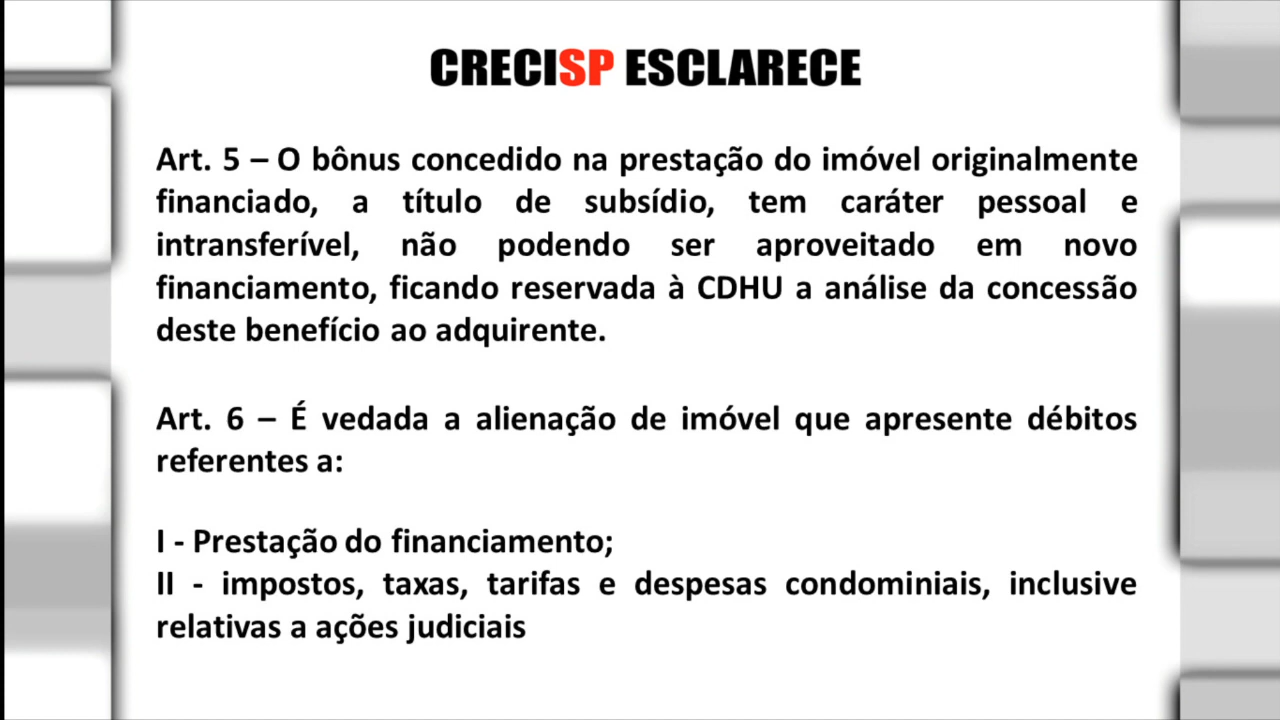 CRECISP ESCLARECE
Art. 5 – O bônus concedido na prestação do imóvel originalmente
financiado, a título de subsídio, tem caráter pessoal e
intransferível, não podendo ser aproveitado em novo
financiamento, ficando reservada à CDHU a análise da concessão
deste benefício ao adquirente.
Art. 6 – É vedada a alienação de imóvel que apresente débitos
referentes a:
I - Prestação do financiamento;
II - impostos, taxas, tarifas e despesas condominiais, inclusive
relativas a ações judiciais